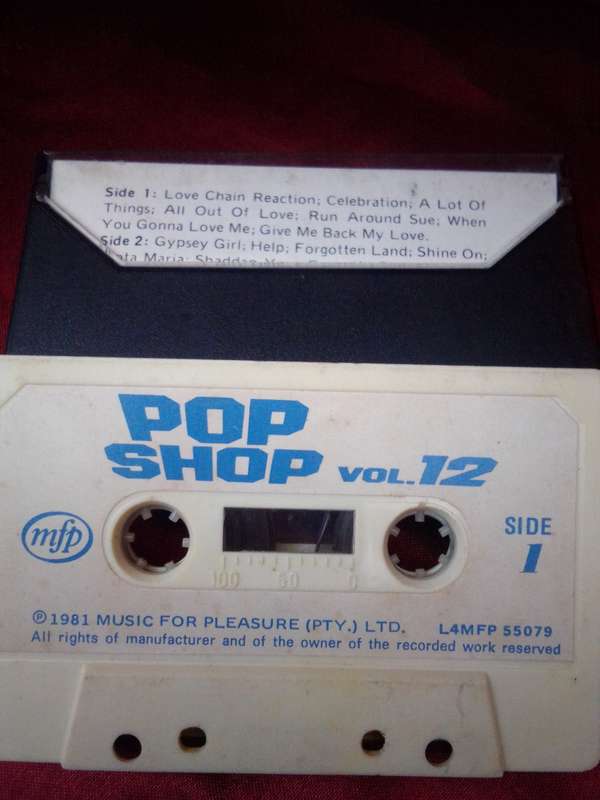 Side 1: Love Chain Reaction; Celebration; A Lot Of
Things; All Out Of Love; Run Around Sue; When
You Gonna Love Me; Give Me Back My Love.
Side 2: Gypsey Girl; Help; Forgotten Land; Shine On;
Maria;
POP
SHOP VOL.12
mfp
SIDE
1
100 50 0
℗ 1981 MUSIC FOR PLEASURE (PTY.) LTD. L4MFP 55079
All rights of manufacturer and of the owner of the recorded work reserved